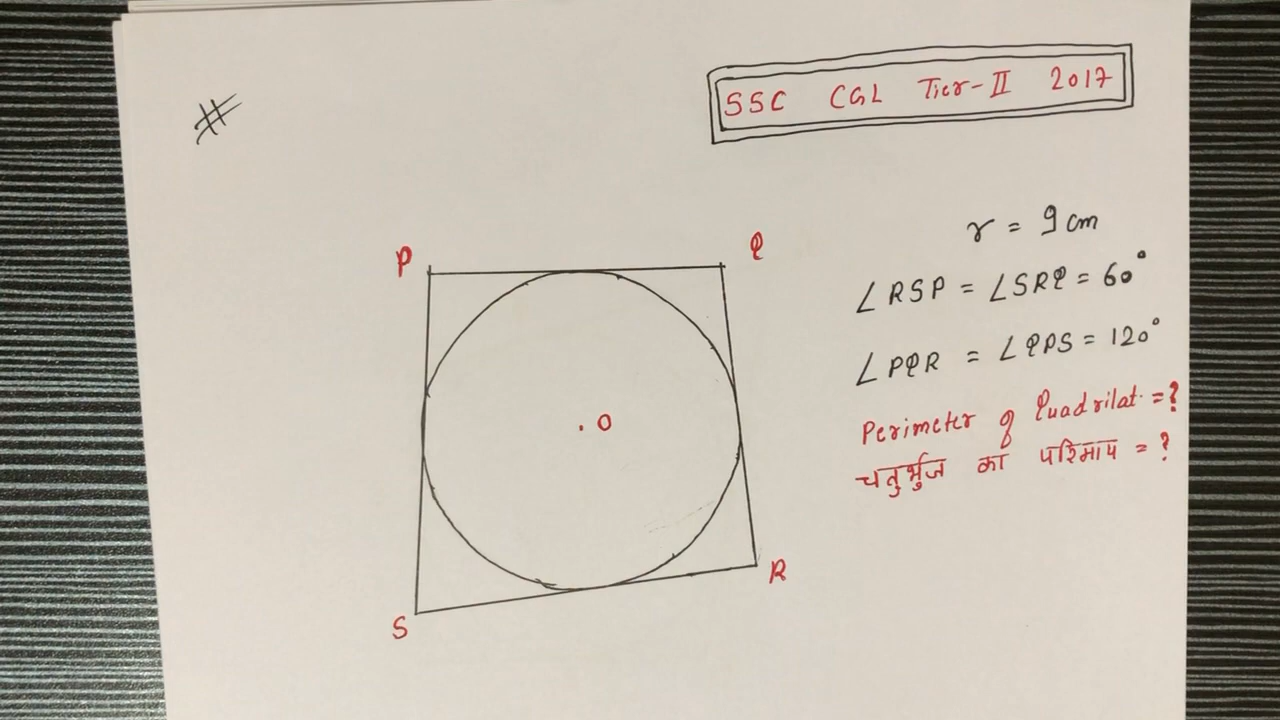 #
SSC CGL Tier-II 2017
P
Q
r = 9 cm
∠RSP = ∠SRQ = 60°
∠PQR = ∠QPS = 120°
Perimeter of Quadrilat. = ?
चतुर्भुज का परिमाप = ?
. O
R
S